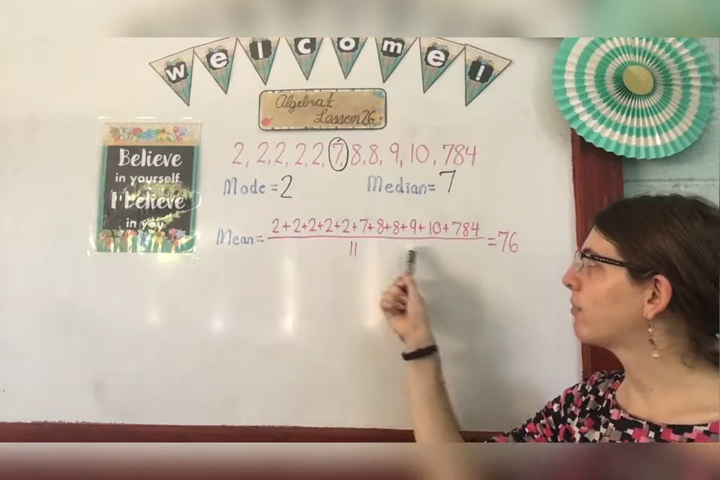 welcome!
Algebra 1
Lesson 26
2, 2, 2, 2, 2, 7, 8, 8, 9, 10, 784
Mode = 2
Median = 7
Mean = 2+2+2+2+2+7+8+8+9+10+784
11
= 76
Believe
in yourself
I believe
in you